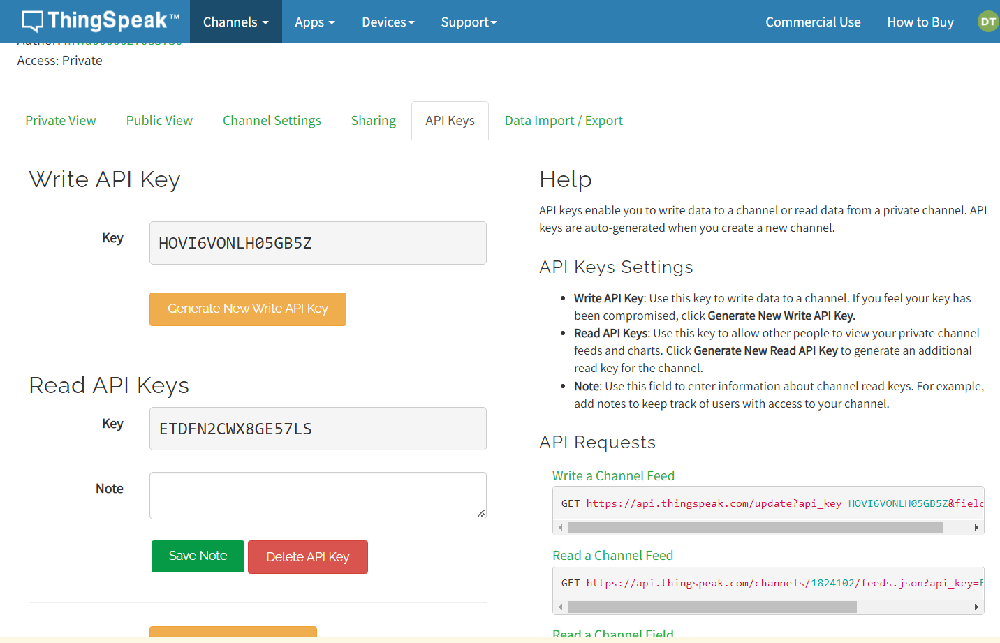 ThingSpeak™ Channels Apps Devices Support Commercial Use How to Buy DT
Access: Private
Private View Public View Channel Settings Sharing API Keys Data Import / Export
Write API Key
Key HOVI6VONLH05GB5Z
Generate New Write API Key
Read API Keys
Key ETDFN2CWX8GE57LS
Note
Save Note Delete API Key
Help
API keys enable you to write data to a channel or read data from a private channel. API
keys are auto-generated when you create a new channel.
API Keys Settings
• Write API Key: Use this key to write data to a channel. If you feel your key has
been compromised, click Generate New Write API Key.
• Read API Keys: Use this key to allow other people to view your private channel
feeds and charts. Click Generate New Read API Key to generate an additional
read key for the channel.
• Note: Use this field to enter information about channel read keys. For example,
add notes to keep track of users with access to your channel.
API Requests
Write a Channel Feed
GET https://api.thingspeak.com/update?api_key=HOVI6VONLH05GB5Z&field
Read a Channel Feed
GET https://api.thingspeak.com/channels/1824102/feeds.json?api_key=E
Read a Channel Field